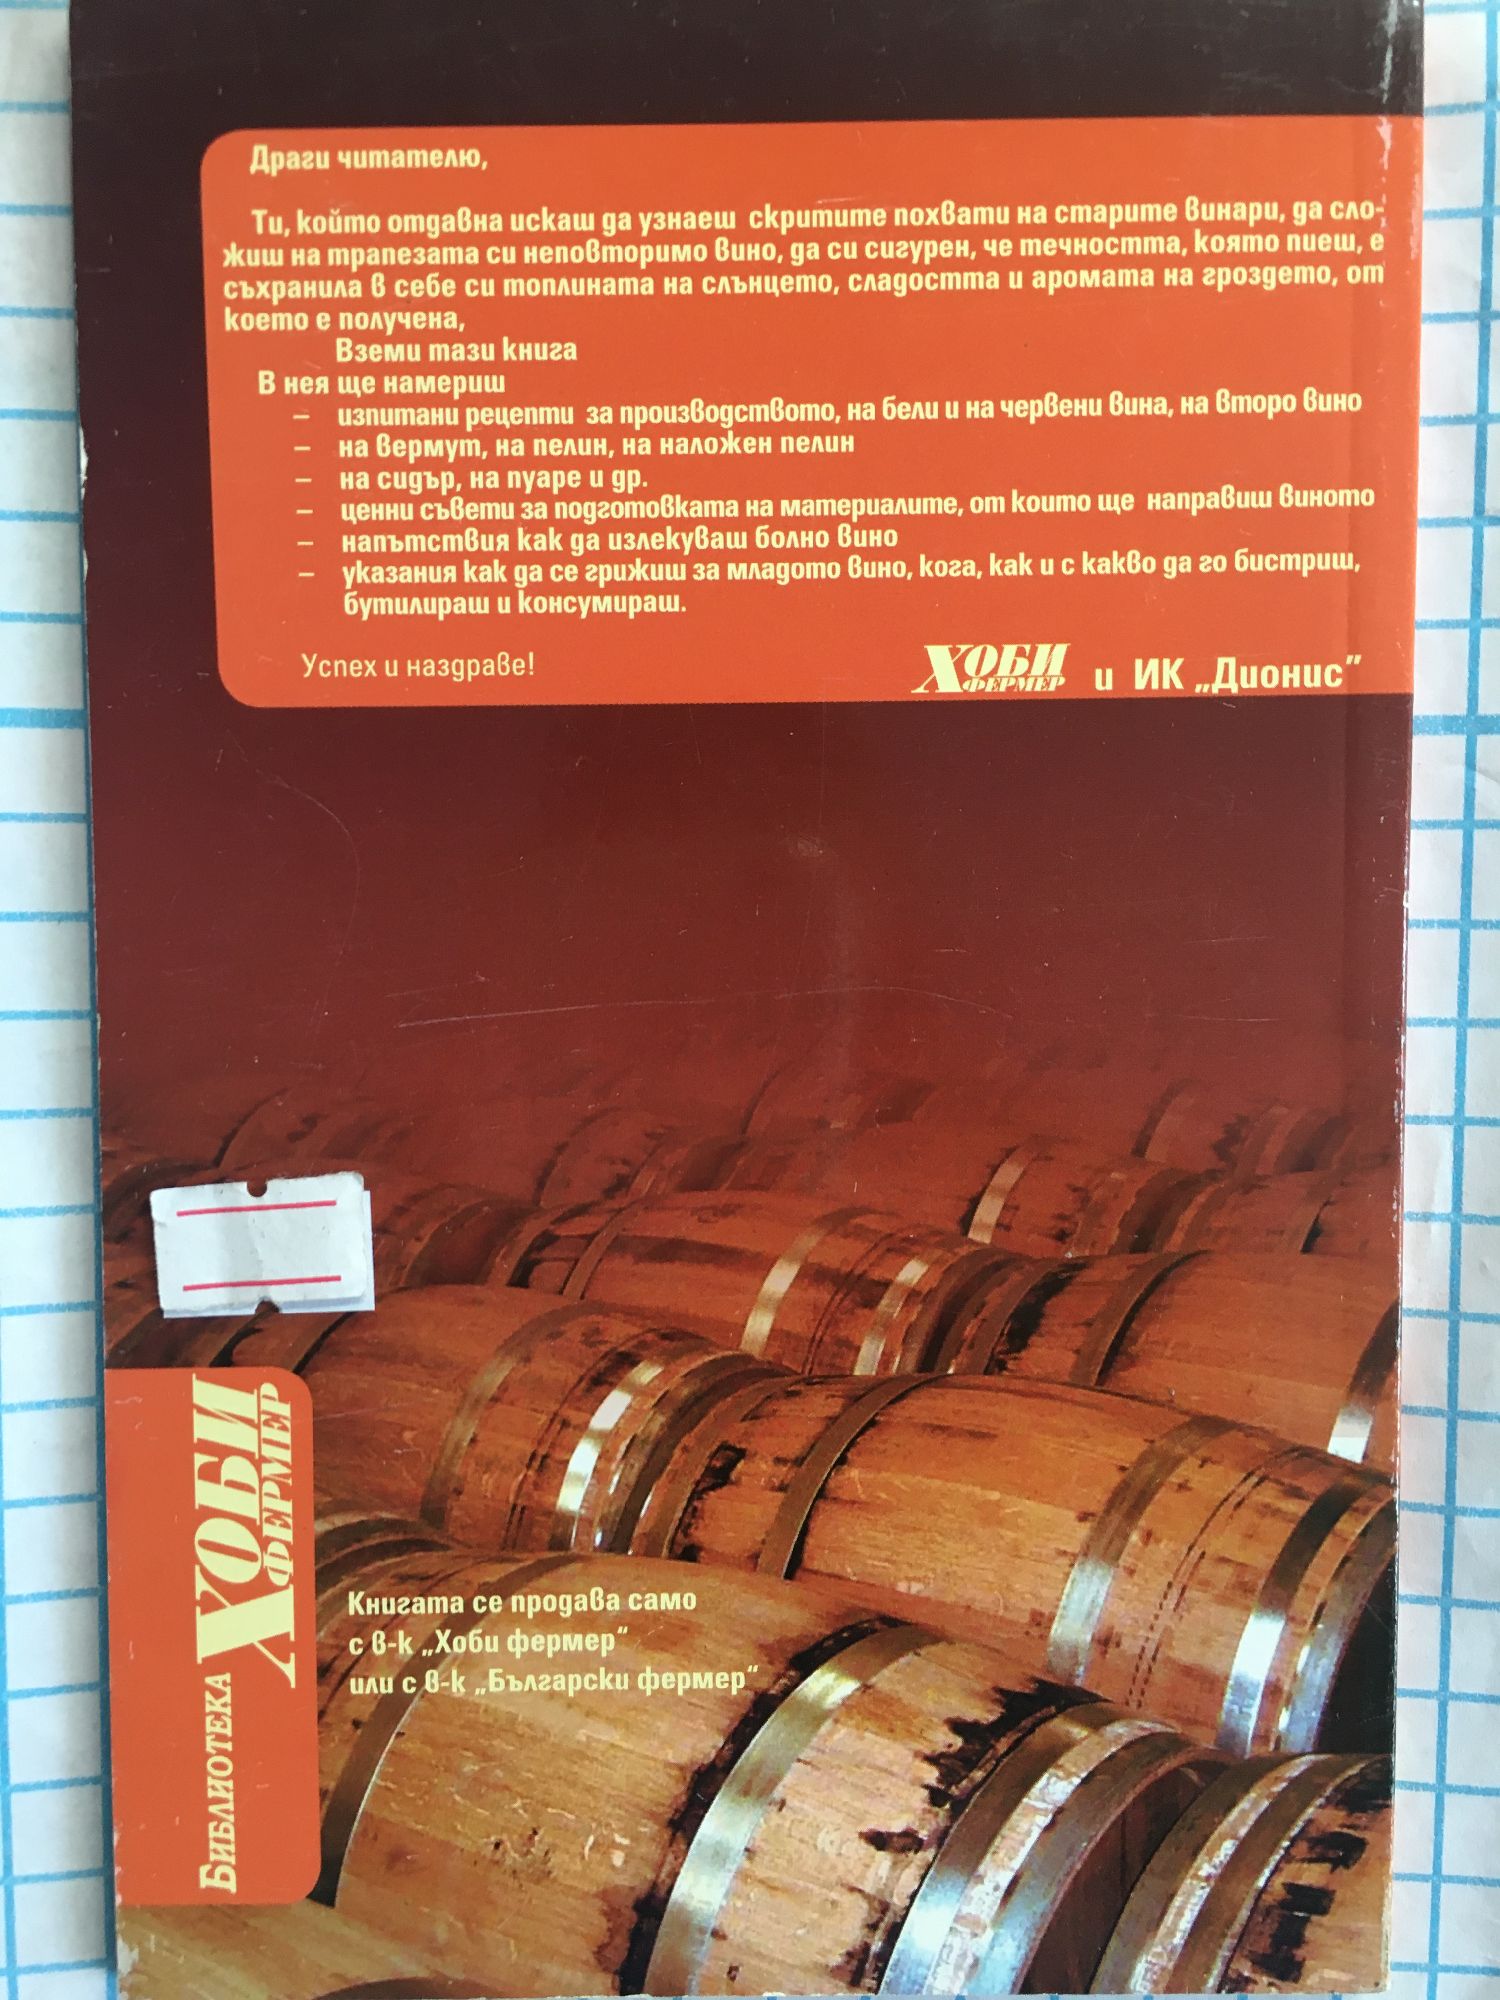 Драги читателю,
Ти, който отдавна искаш да узнаеш скритите похвати на старите винари, да сло-
жиш на трапезата си неповторимо вино, да си сигурен, че течността, която пиеш, е
съхранила в себе си топлината на слънцето, сладостта и аромата на гроздето, от
което е получена,
Вземи тази книга
В нея ще намериш
– изпитани рецепти за производството, на бели и на червени вина, на второ вино
– на вермут, на пелин, на наложен пелин
– на сидър, на пуаре и др.
– ценни съвети за подготовката на материалите, от които ще направиш виното
– напътствия как да излекуваш болно вино
– указания как да се грижиш за младото вино, кога, как и с какво да го бистриш,
бутилираш и консумираш.
Успех и наздраве!
ХОБИ ФЕРМЕР и ИК „Дионис”
БИБЛИОТЕКА ХОБИ ФЕРМЕР
Книгата се продава само
с в-к „Хоби фермер“
или с в-к „Български фермер“